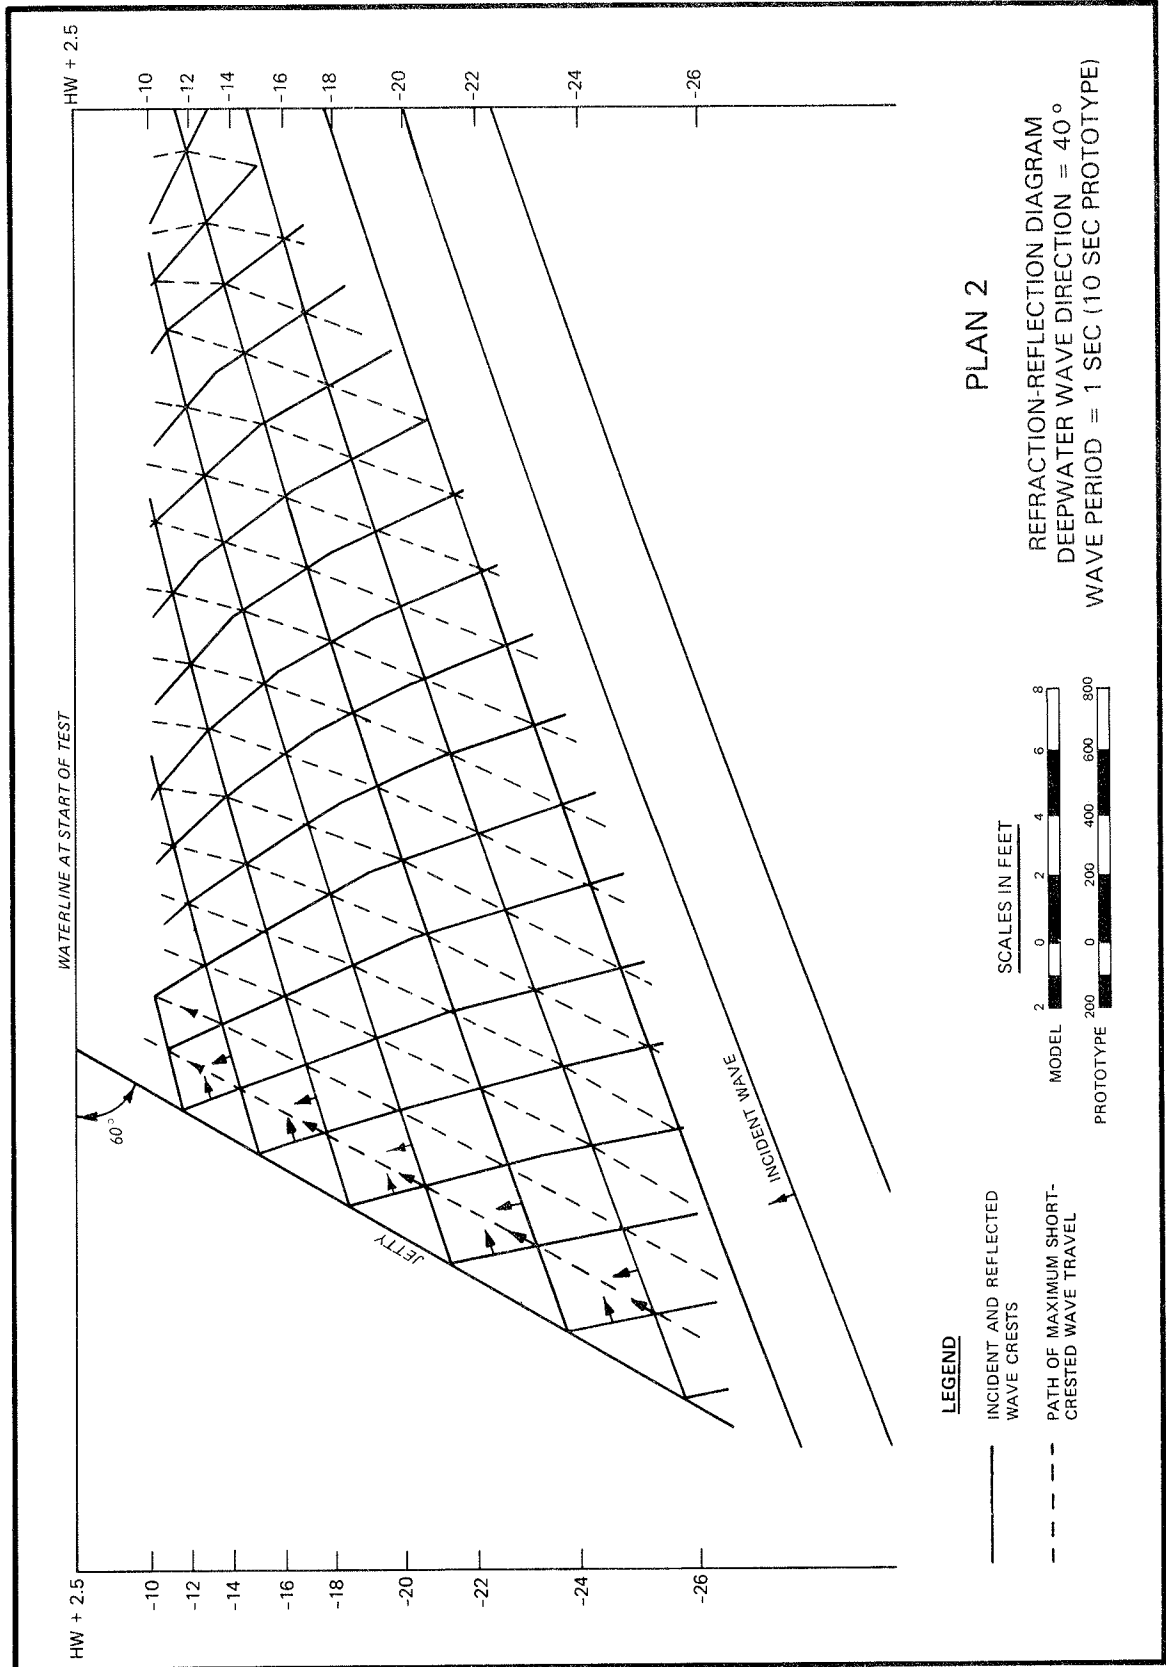 WATERLINE AT START OF TEST
HW + 2.5
-10
-12
-14
-16
-18
-20
-22
-24
-26
HW + 2.5
-10
-12
-14
-16
-18
-20
-22
-24
-26
60°
JETTY
INCIDENT WAVE
LEGEND
INCIDENT AND REFLECTED
WAVE CRESTS
PATH OF MAXIMUM SHORT-
CRESTED WAVE TRAVEL
SCALES IN FEET
MODEL 2 0 2 4 6 8
PROTOTYPE 200 0 200 400 600 800
PLAN 2
REFRACTION-REFLECTION DIAGRAM
DEEPWATER WAVE DIRECTION = 40°
WAVE PERIOD = 1 SEC (10 SEC PROTOTYPE)